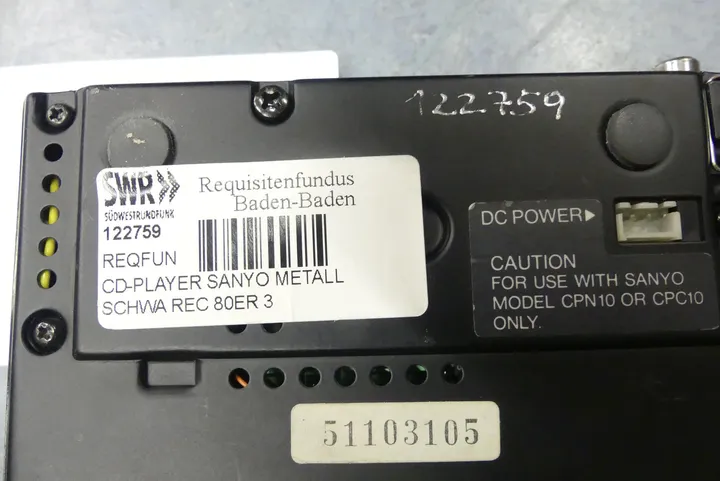 122759
SWR»
SÜDWESTRUNDFUNK
Requisitenfundus
Baden-Baden
122759
REQFUN
CD-PLAYER SANYO METALL
SCHWA REC 80ER 3
DC POWER▶
CAUTION
FOR USE WITH SANYO
MODEL CPN10 OR CPC10
ONLY.
51103105